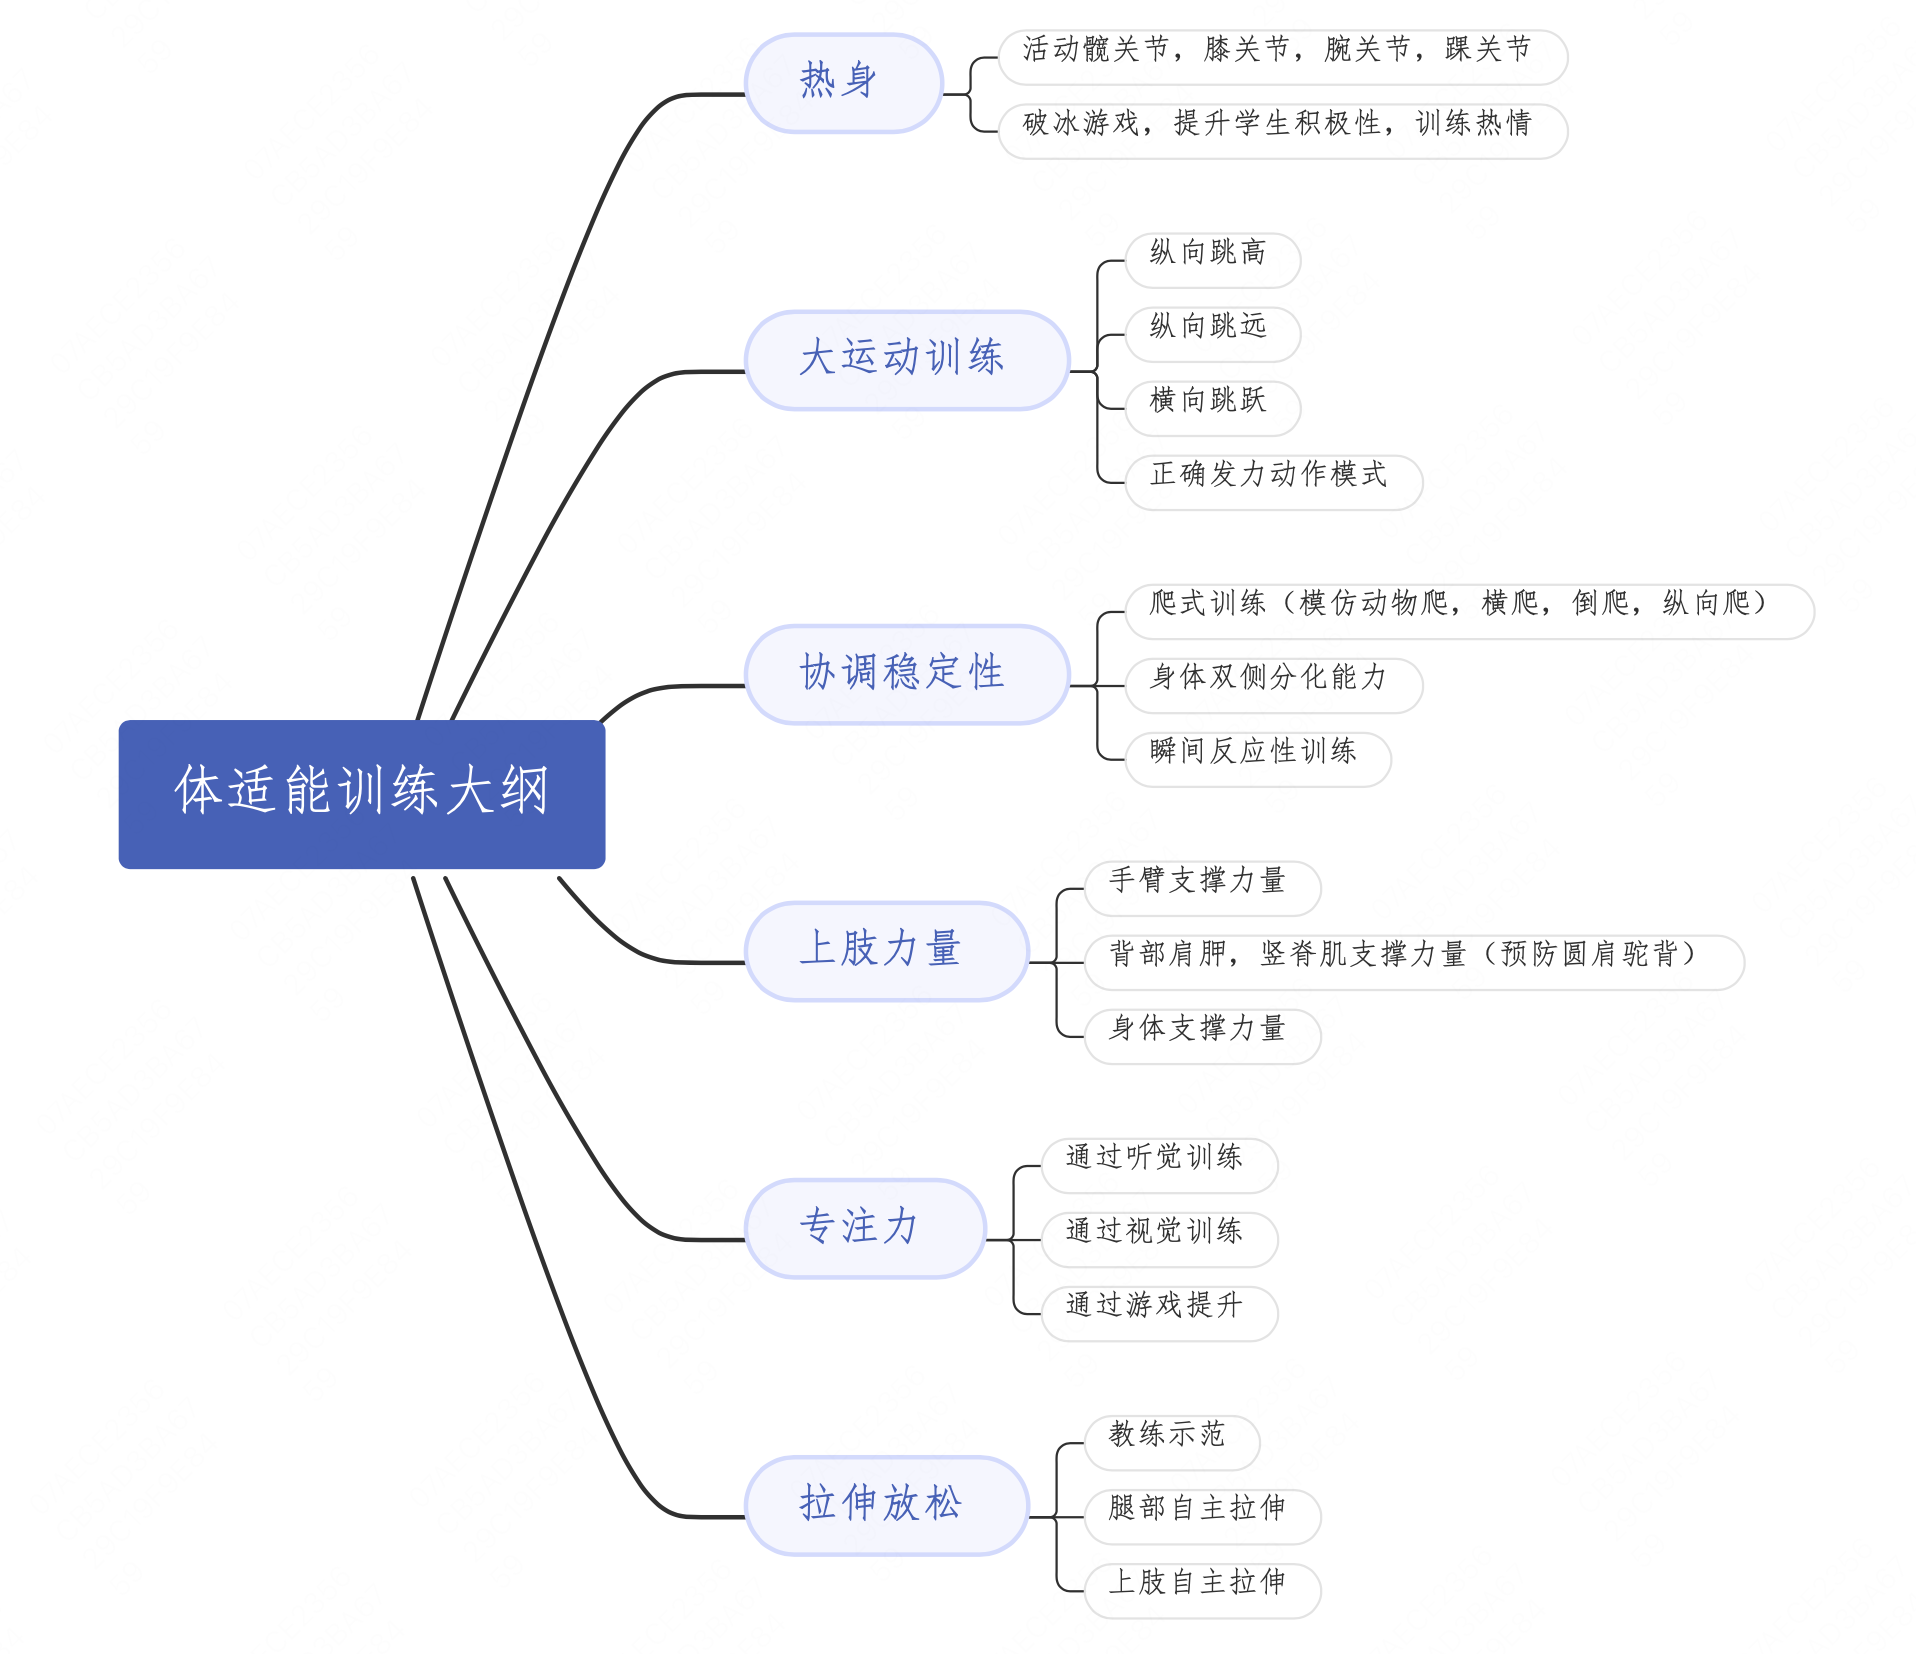 体适能训练大纲
热身
活动髋关节，膝关节，腕关节，踝关节
破冰游戏，提升学生积极性，训练热情
大运动训练
纵向跳高
纵向跳远
横向跳跃
正确发力动作模式
协调稳定性
爬式训练（模仿动物爬，横爬，倒爬，纵向爬）
身体双侧分化能力
瞬间反应性训练
上肢力量
手臂支撑力量
背部肩胛，竖脊肌支撑力量（预防圆肩驼背）
身体支撑力量
专注力
通过听觉训练
通过视觉训练
通过游戏提升
拉伸放松
教练示范
腿部自主拉伸
上肢自主拉伸